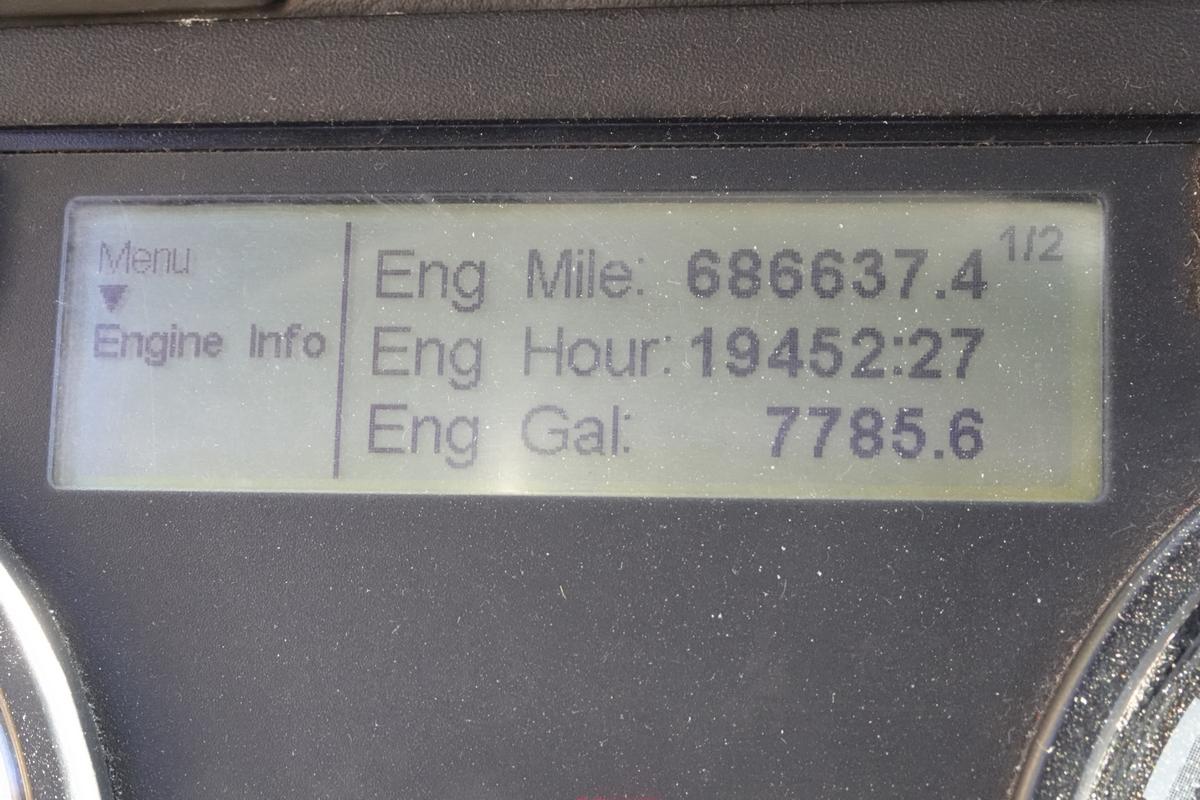 Menu
▼
Engine Info
1/2
Eng Mile: 686637.4
Eng Hour: 19452:27
Eng Gal: 7785.6